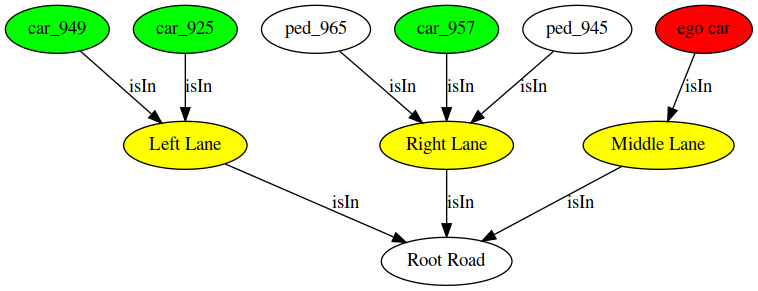 car_949
car_925
ped_965
car_957
ped_945
ego car
isIn
isIn
isIn
isIn
isIn
isIn
Left Lane
Right Lane
Middle Lane
isIn
isIn
isIn
Root Road